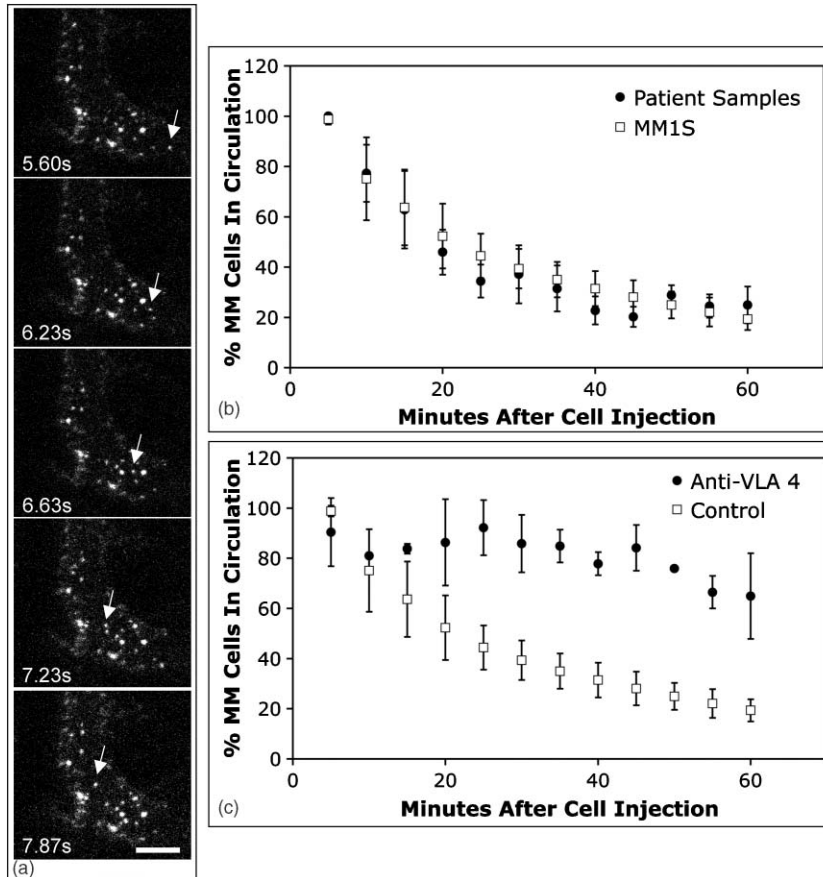 5.60s
6.23s
6.63s
7.23s
7.87s
(a)
120
100
80
60
40
20
0
% MM Cells In Circulation
Patient Samples
MM1S
0
20
40
60
(b)
Minutes After Cell Injection
120
100
80
60
40
20
0
% MM Cells In Circulation
Anti-VLA 4
Control
0
20
40
60
(c)
Minutes After Cell Injection